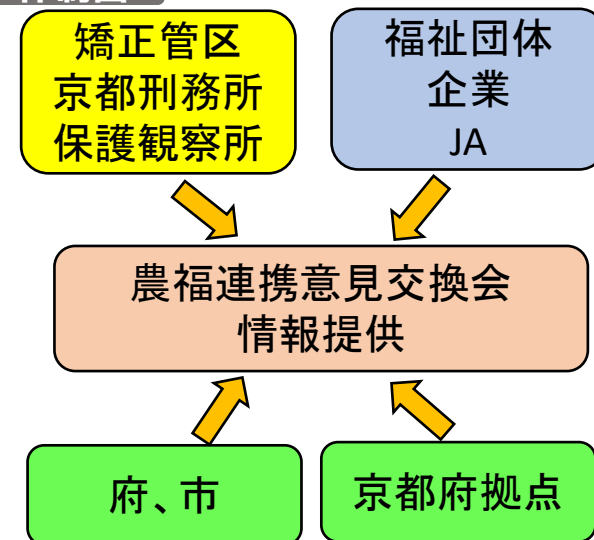 矯正管区
京都刑務所
保護観察所
福祉団体
企業
JA
農福連携意見交換会
情報提供
府、市
京都府拠点